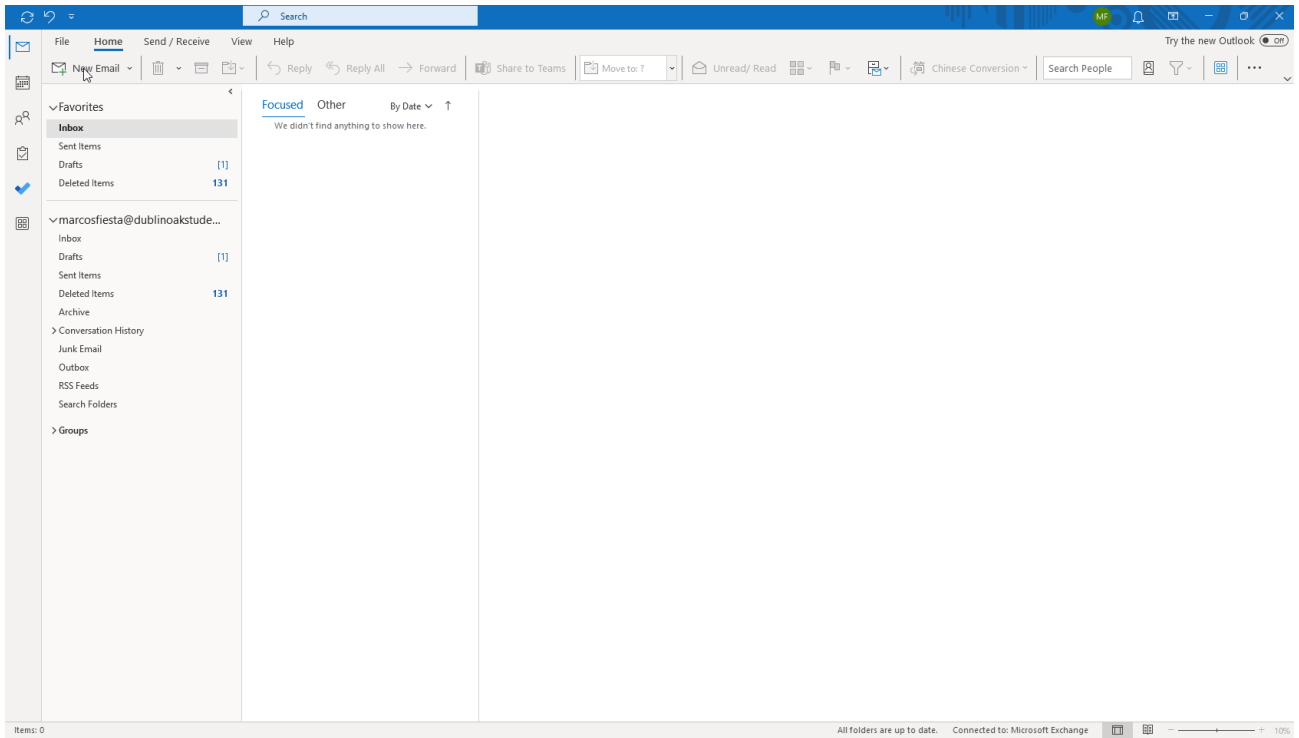 Search
MF
File Home Send / Receive View Help
Try the new Outlook Off
New Email Reply Reply All Forward Share to Teams Move to: ? Unread/ Read Chinese Conversion Search People
Favorites
Inbox
Sent Items
Drafts [1]
Deleted Items 131
marcosfiesta@dublinoakstude...
Inbox
Drafts [1]
Sent Items
Deleted Items 131
Archive
Conversation History
Junk Email
Outbox
RSS Feeds
Search Folders
Groups
Focused Other By Date
We didn't find anything to show here.
Items: 0
All folders are up to date. Connected to: Microsoft Exchange 10%